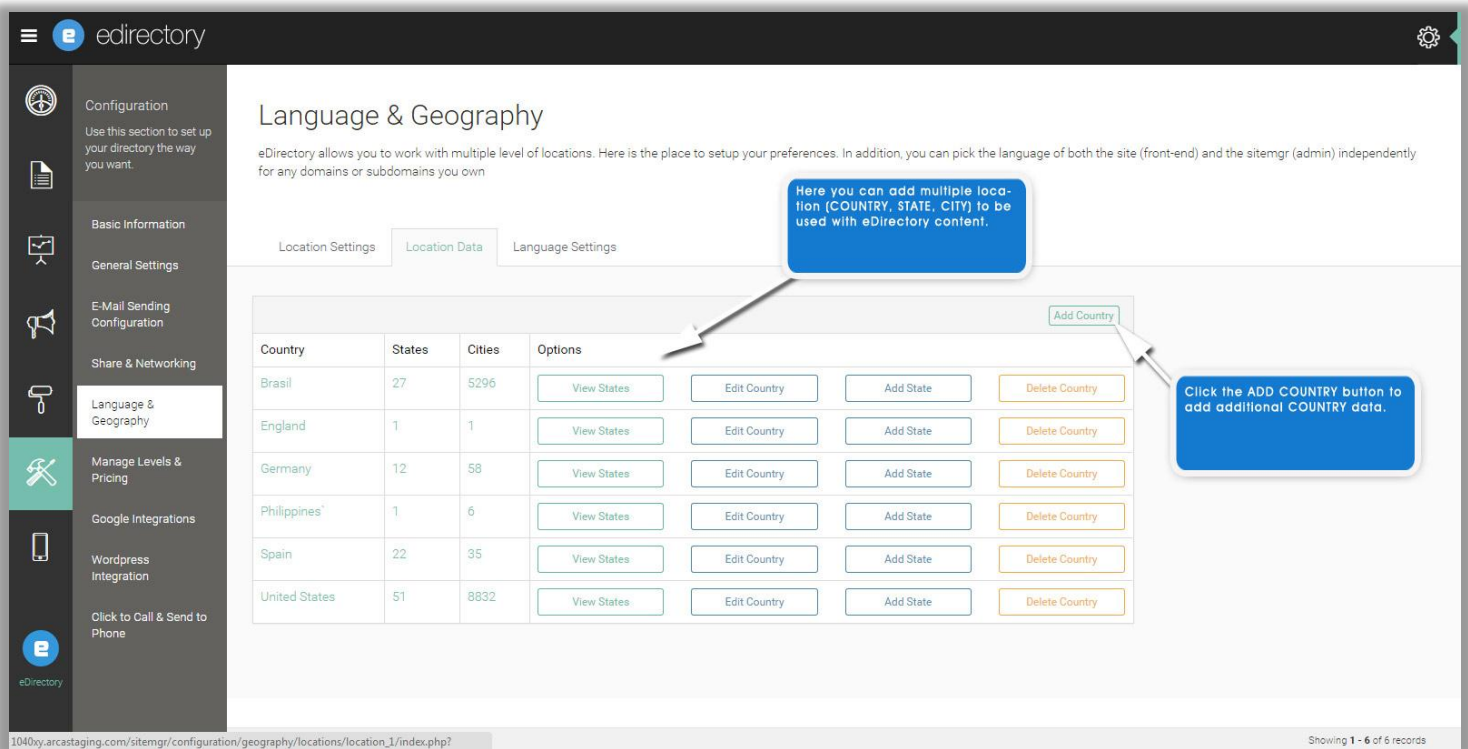 edirectory
Configuration
Use this section to set up
your directory the way
you want.
Basic Information
General Settings
E-Mail Sending
Configuration
Share & Networking
Language &
Geography
Manage Levels &
Pricing
Google Integrations
Wordpress
Integration
Click to Call & Send to
Phone
eDirectory
Language & Geography
eDirectory allows you to work with multiple level of locations. Here is the place to setup your preferences. In addition, you can pick the language of both the site (front-end) and the sitemgr (admin) independently
for any domains or subdomains you own
Here you can add multiple loca-
tion (COUNTRY, STATE, CITY) to be
used with eDirectory content.
Location Settings Location Data Language Settings
Add Country
Country States Cities Options
Brasil 27 5296 View States Edit Country Add State Delete Country
England 1 1 View States Edit Country Add State Delete Country
Germany 12 58 View States Edit Country Add State Delete Country
Philippines` 1 6 View States Edit Country Add State Delete Country
Spain 22 35 View States Edit Country Add State Delete Country
United States 51 8832 View States Edit Country Add State Delete Country
Click the ADD COUNTRY button to
add additional COUNTRY data.
1040xy.arcastaging.com/sitemgr/configuration/geography/locations/location_1/index.php?
Showing 1 - 6 of 6 records